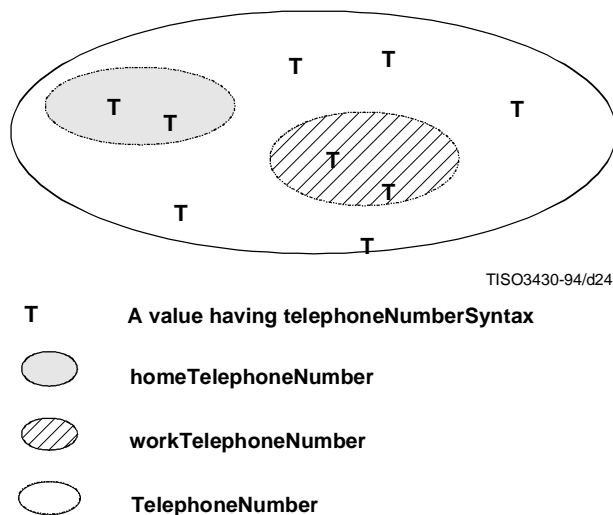 T T
T T T
T
T
T
T
TISO3430-94/d24
T A value having telephoneNumberSyntax
homeTelephoneNumber
workTelephoneNumber
TelephoneNumber